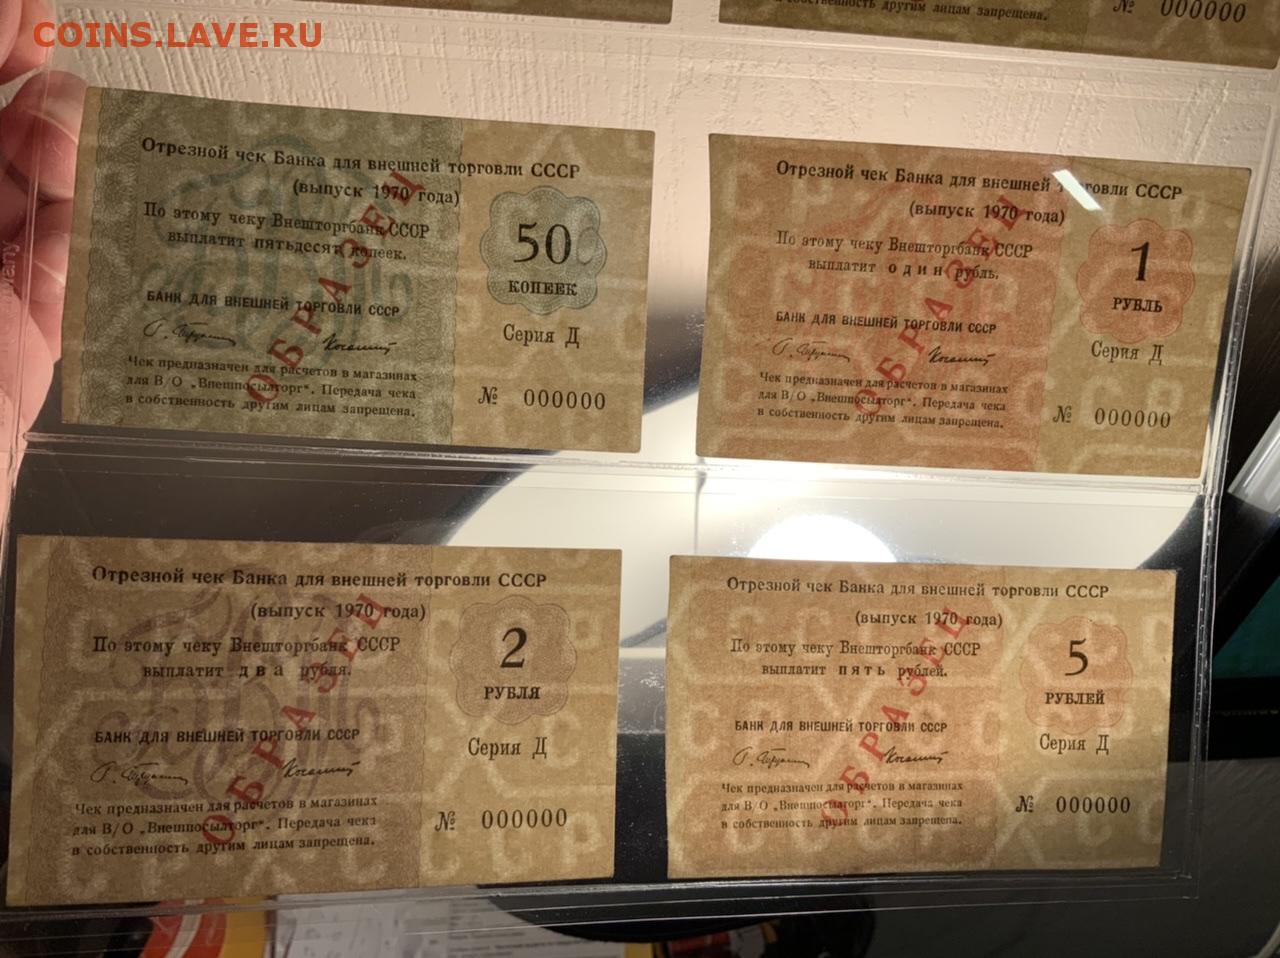 COINS.LAVE.RU
в собственность другим лицам запрещена.
№ 000000
Отрезной чек Банка для внешней торговли СССР
(выпуск 1970 года)
По этому чеку Внешторгбанк СССР
выплатит пятьдесят копеек.
50
КОПЕЕК
БАНК ДЛЯ ВНЕШНЕЙ ТОРГОВЛИ СССР
Серия Д
Чек предназначен для расчетов в магазинах
для В/О „Внешпосылторг“. Передача чека
в собственность другим лицам запрещена.
№ 000000
ОБРАЗЕЦ
Отрезной чек Банка для внешней торговли СССР
(выпуск 1970 года)
По этому чеку Внешторгбанк СССР
выплатит один рубль.
1
РУБЛЬ
БАНК ДЛЯ ВНЕШНЕЙ ТОРГОВЛИ СССР
Серия Д
Чек предназначен для расчетов в магазинах
для В/О „Внешпосылторг“. Передача чека
в собственность другим лицам запрещена.
№ 000000
ОБРАЗЕЦ
Отрезной чек Банка для внешней торговли СССР
(выпуск 1970 года)
По этому чеку Внешторгбанк СССР
выплатит два рубля.
2
РУБЛЯ
БАНК ДЛЯ ВНЕШНЕЙ ТОРГОВЛИ СССР
Серия Д
Чек предназначен для расчетов в магазинах
для В/О „Внешпосылторг“. Передача чека
в собственность другим лицам запрещена.
№ 000000
ОБРАЗЕЦ
Отрезной чек Банка для внешней торговли СССР
(выпуск 1970 года)
По этому чеку Внешторгбанк СССР
выплатит пять рублей.
5
РУБЛЕЙ
БАНК ДЛЯ ВНЕШНЕЙ ТОРГОВЛИ СССР
Серия Д
Чек предназначен для расчетов в магазинах
для В/О „Внешпосылторг“. Передача чека
в собственность другим лицам запрещена.
№ 000000
ОБРАЗЕЦ